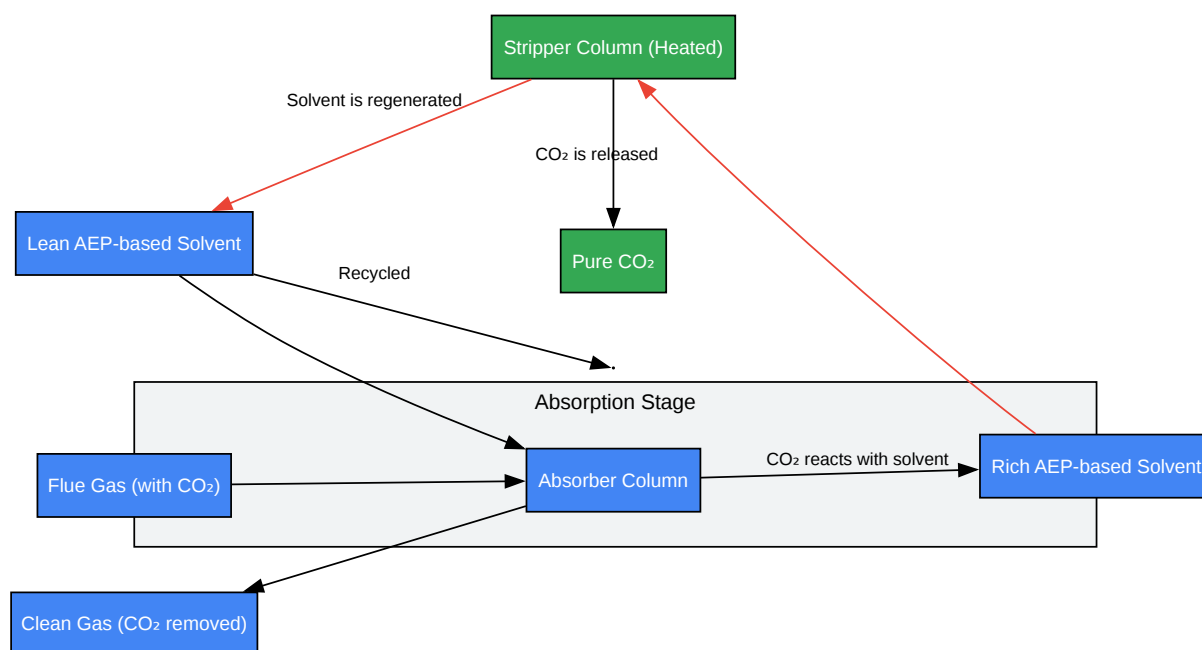 Stripper Column (Heated)
Solvent is regenerated
CO₂ is released
Lean AEP-based Solvent
Pure CO₂
Recycled
Absorption Stage
CO₂ reacts with solvent
Rich AEP-based Solvent
Absorber Column
Flue Gas (with CO₂)
Clean Gas (CO₂ removed)